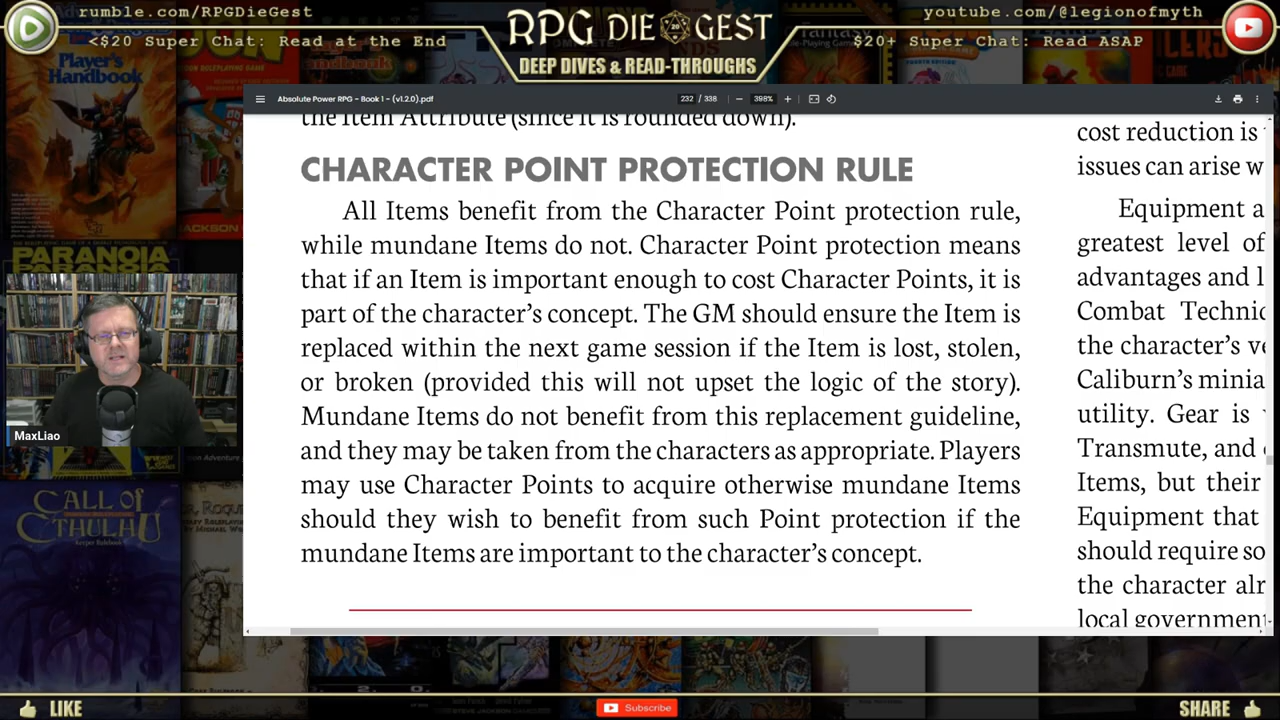 rumble.com/RPGDieGest
<$20 Super Chat: Read at the End
RPG DIE GEST
DEEP DIVES & READ-THROUGHS
youtube.com/@legionofmyth
$20+ Super Chat: Read ASAP
Player's
Handbook
PARANOIA
CALL OF
CTHULHU
MaxLiao
Absolute Power RPG - Book 1 - (v1.2.0).pdf
232 / 338
398%
the Item Attribute (since it is rounded down).
CHARACTER POINT PROTECTION RULE
All Items benefit from the Character Point protection rule,
while mundane Items do not. Character Point protection means
that if an Item is important enough to cost Character Points, it is
part of the character's concept. The GM should ensure the Item is
replaced within the next game session if the Item is lost, stolen,
or broken (provided this will not upset the logic of the story).
Mundane Items do not benefit from this replacement guideline,
and they may be taken from the characters as appropriate. Players
may use Character Points to acquire otherwise mundane Items
should they wish to benefit from such Point protection if the
mundane Items are important to the character's concept.
cost reduction is
issues can arise w
Equipment a
greatest level of
advantages and l
Combat Techniq
the character's ve
Caliburn's minia
utility. Gear is
Transmute, and
Items, but their
Equipment that
should require so
the character alr
local government
LIKE
Subscribe
SHARE